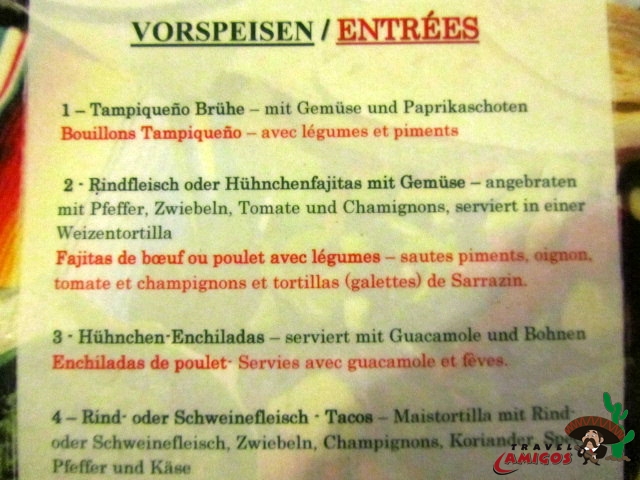 VORSPEISEN / ENTRÉES
1 – Tampiqueño Brühe – mit Gemüse und Paprikaschoten
Bouillons Tampiqueño – avec légumes et piments
2 - Rindfleisch oder Hühnchenfajitas mit Gemüse – angebraten
mit Pfeffer, Zwiebeln, Tomate und Chamignons, serviert in einer
Weizentortilla
Fajitas de bœuf ou poulet avec légumes – sautes piments, oignon,
tomate et champignons et tortillas (galettes) de Sarrazin.
3 - Hühnchen-Enchiladas – serviert mit Guacamole und Bohnen
Enchiladas de poulet- Servies avec guacamole et fèves.
4 – Rind- oder Schweinefleisch - Tacos – Maistortilla mit Rind-
oder Schweinefleisch, Zwiebeln, Champignons, Koriander,
Pfeffer und Käse
TRAVEL
AMIGOS